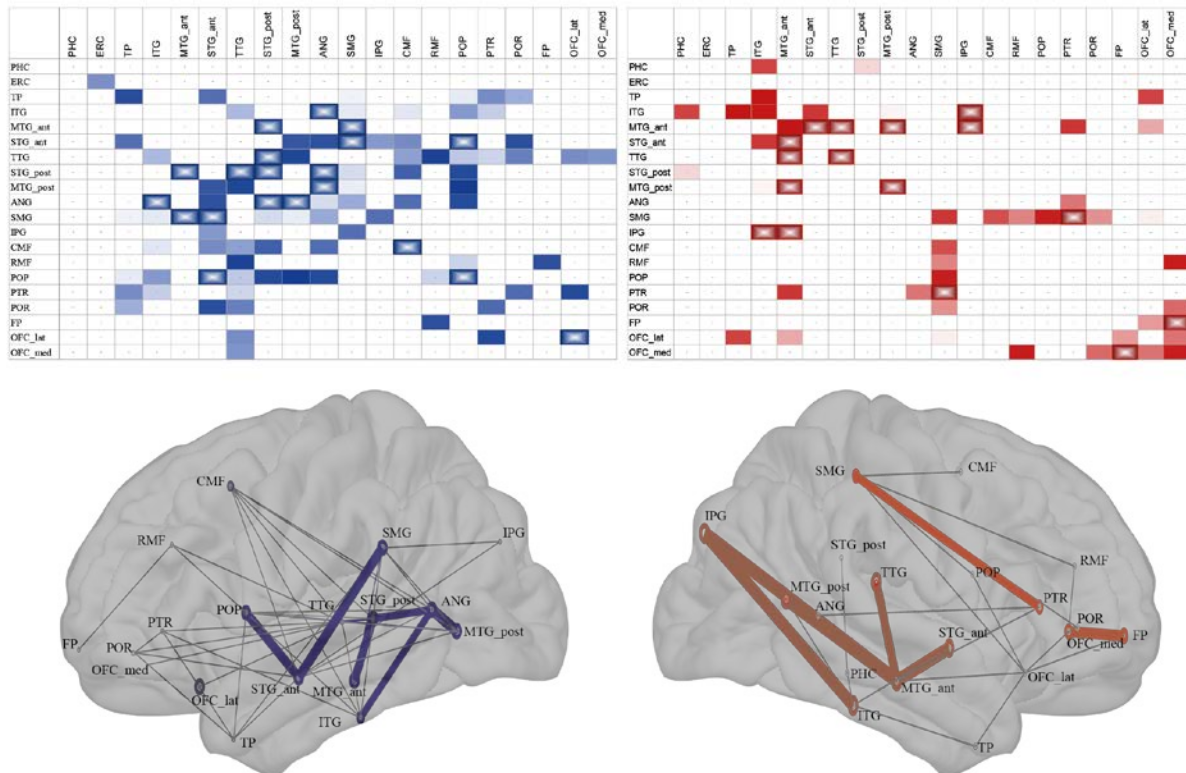 PHC ERC TP ITG MTG_ant STG_ant TTG STG_post MTG_post ANG SMG IPG CMF RMF POP PTR POR FP OFC_lat OFC_med
PHC
ERC
TP
ITG
MTG_ant
STG_ant
TTG
STG_post
MTG_post
ANG
SMG
IPG
CMF
RMF
POP
PTR
POR
FP
OFC_lat
OFC_med
PHC ERC TP ITG MTG_ant STG_ant TTG STG_post MTG_post ANG SMG IPG CMF RMF POP PTR POR FP OFC_lat OFC_med
PHC
ERC
TP
ITG
MTG_ant
STG_ant
TTG
STG_post
MTG_post
ANG
SMG
IPG
CMF
RMF
POP
PTR
POR
FP
OFC_lat
OFC_med
CMF
SMG
RMF
IPG
POP
TTG
STG_post
ANG
PTR
MTG_post
FP
POR
OFC_med
STG_ant
MTG_ant
OFC_lat
ITG
TP
SMG
CMF
IPG
STG_post
RMF
TTG
POP
MTG_post
ANG
PTR
POR
STG_ant
OFC_med
FP
PHC
MTG_ant
OFC_lat
ITG
TP